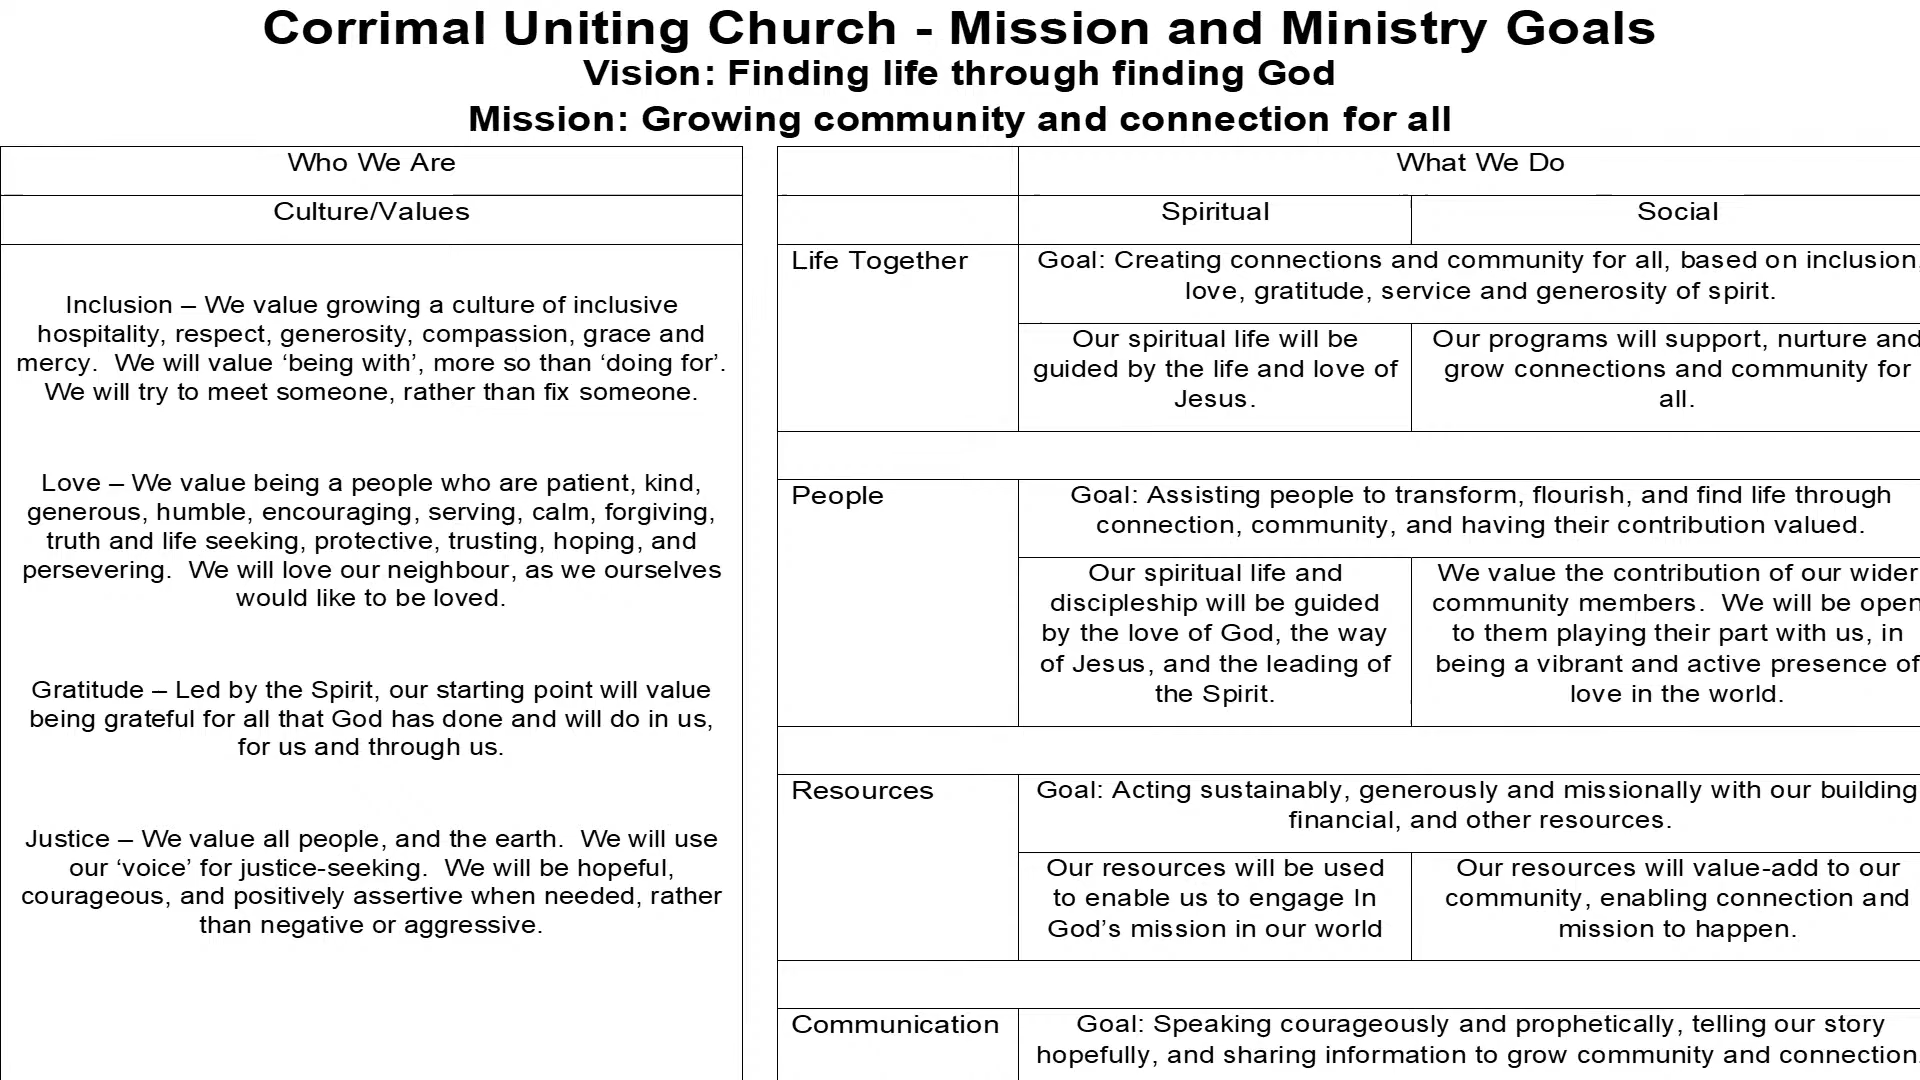 Corrimal Uniting Church - Mission and Ministry Goals
Vision: Finding life through finding God
Mission: Growing community and connection for all
Who We Are
Culture/Values
Inclusion – We value growing a culture of inclusive
hospitality, respect, generosity, compassion, grace and
mercy.  We will value ‘being with’, more so than ‘doing for’.
We will try to meet someone, rather than fix someone.
Love – We value being a people who are patient, kind,
generous, humble, encouraging, serving, calm, forgiving,
truth and life seeking, protective, trusting, hoping, and
persevering.  We will love our neighbour, as we ourselves
would like to be loved.
Gratitude – Led by the Spirit, our starting point will value
being grateful for all that God has done and will do in us,
for us and through us.
Justice – We value all people, and the earth.  We will use
our ‘voice’ for justice-seeking.  We will be hopeful,
courageous, and positively assertive when needed, rather
than negative or aggressive.
What We Do
Spiritual
Social
Life Together
Goal: Creating connections and community for all, based on inclusion,
love, gratitude, service and generosity of spirit.
Our spiritual life will be
guided by the life and love of
Jesus.
Our programs will support, nurture and
grow connections and community for
all.
People
Goal: Assisting people to transform, flourish, and find life through
connection, community, and having their contribution valued.
Our spiritual life and
discipleship will be guided
by the love of God, the way
of Jesus, and the leading of
the Spirit.
We value the contribution of our wider
community members.  We will be open
to them playing their part with us, in
being a vibrant and active presence of
love in the world.
Resources
Goal: Acting sustainably, generously and missionally with our building
financial, and other resources.
Our resources will be used
to enable us to engage In
God’s mission in our world
Our resources will value-add to our
community, enabling connection and
mission to happen.
Communication
Goal: Speaking courageously and prophetically, telling our story
hopefully, and sharing information to grow community and connection.